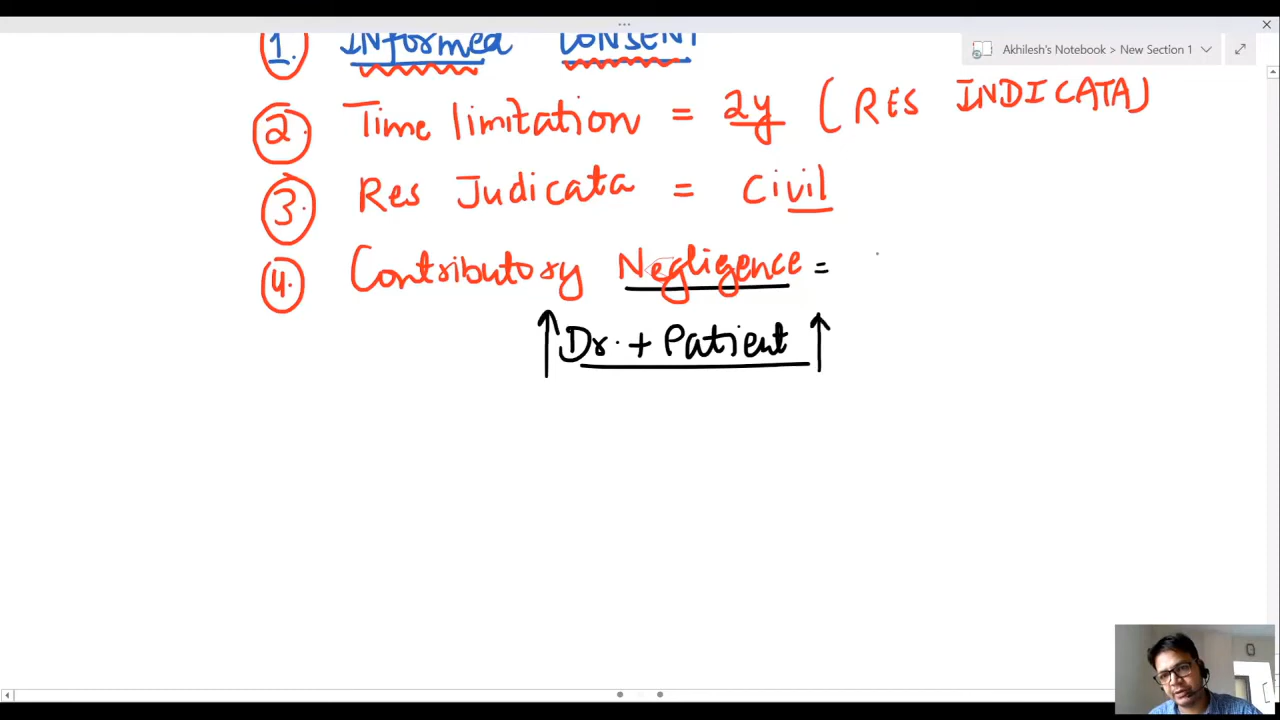 1. INformed CONSENT
Akhilesh's Notebook > New Section 1
2. Time limitation = 2y (RES INDICATA)
3. Res Judicata = Civil
4. Contributory Negligence =
Dr. + Patient